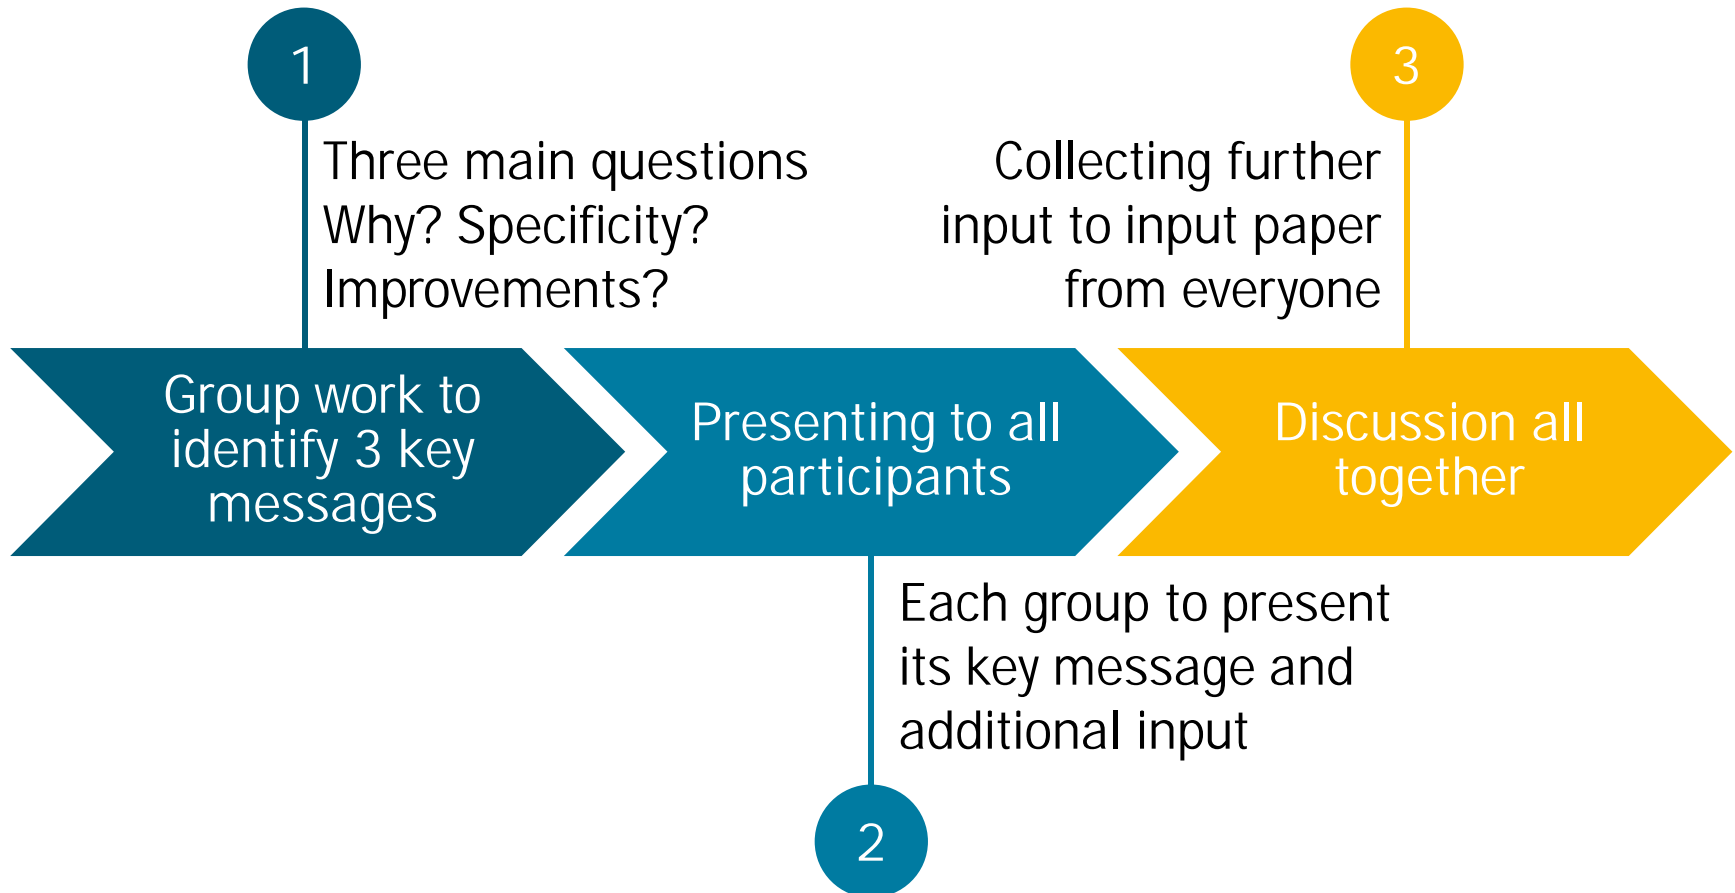 1
Three main questions
Why? Specificity?
Improvements?
Group work to
identify 3 key
messages
Presenting to all
participants
2
Each group to present
its key message and
additional input
3
Collecting further
input to input paper
from everyone
Discussion all
together